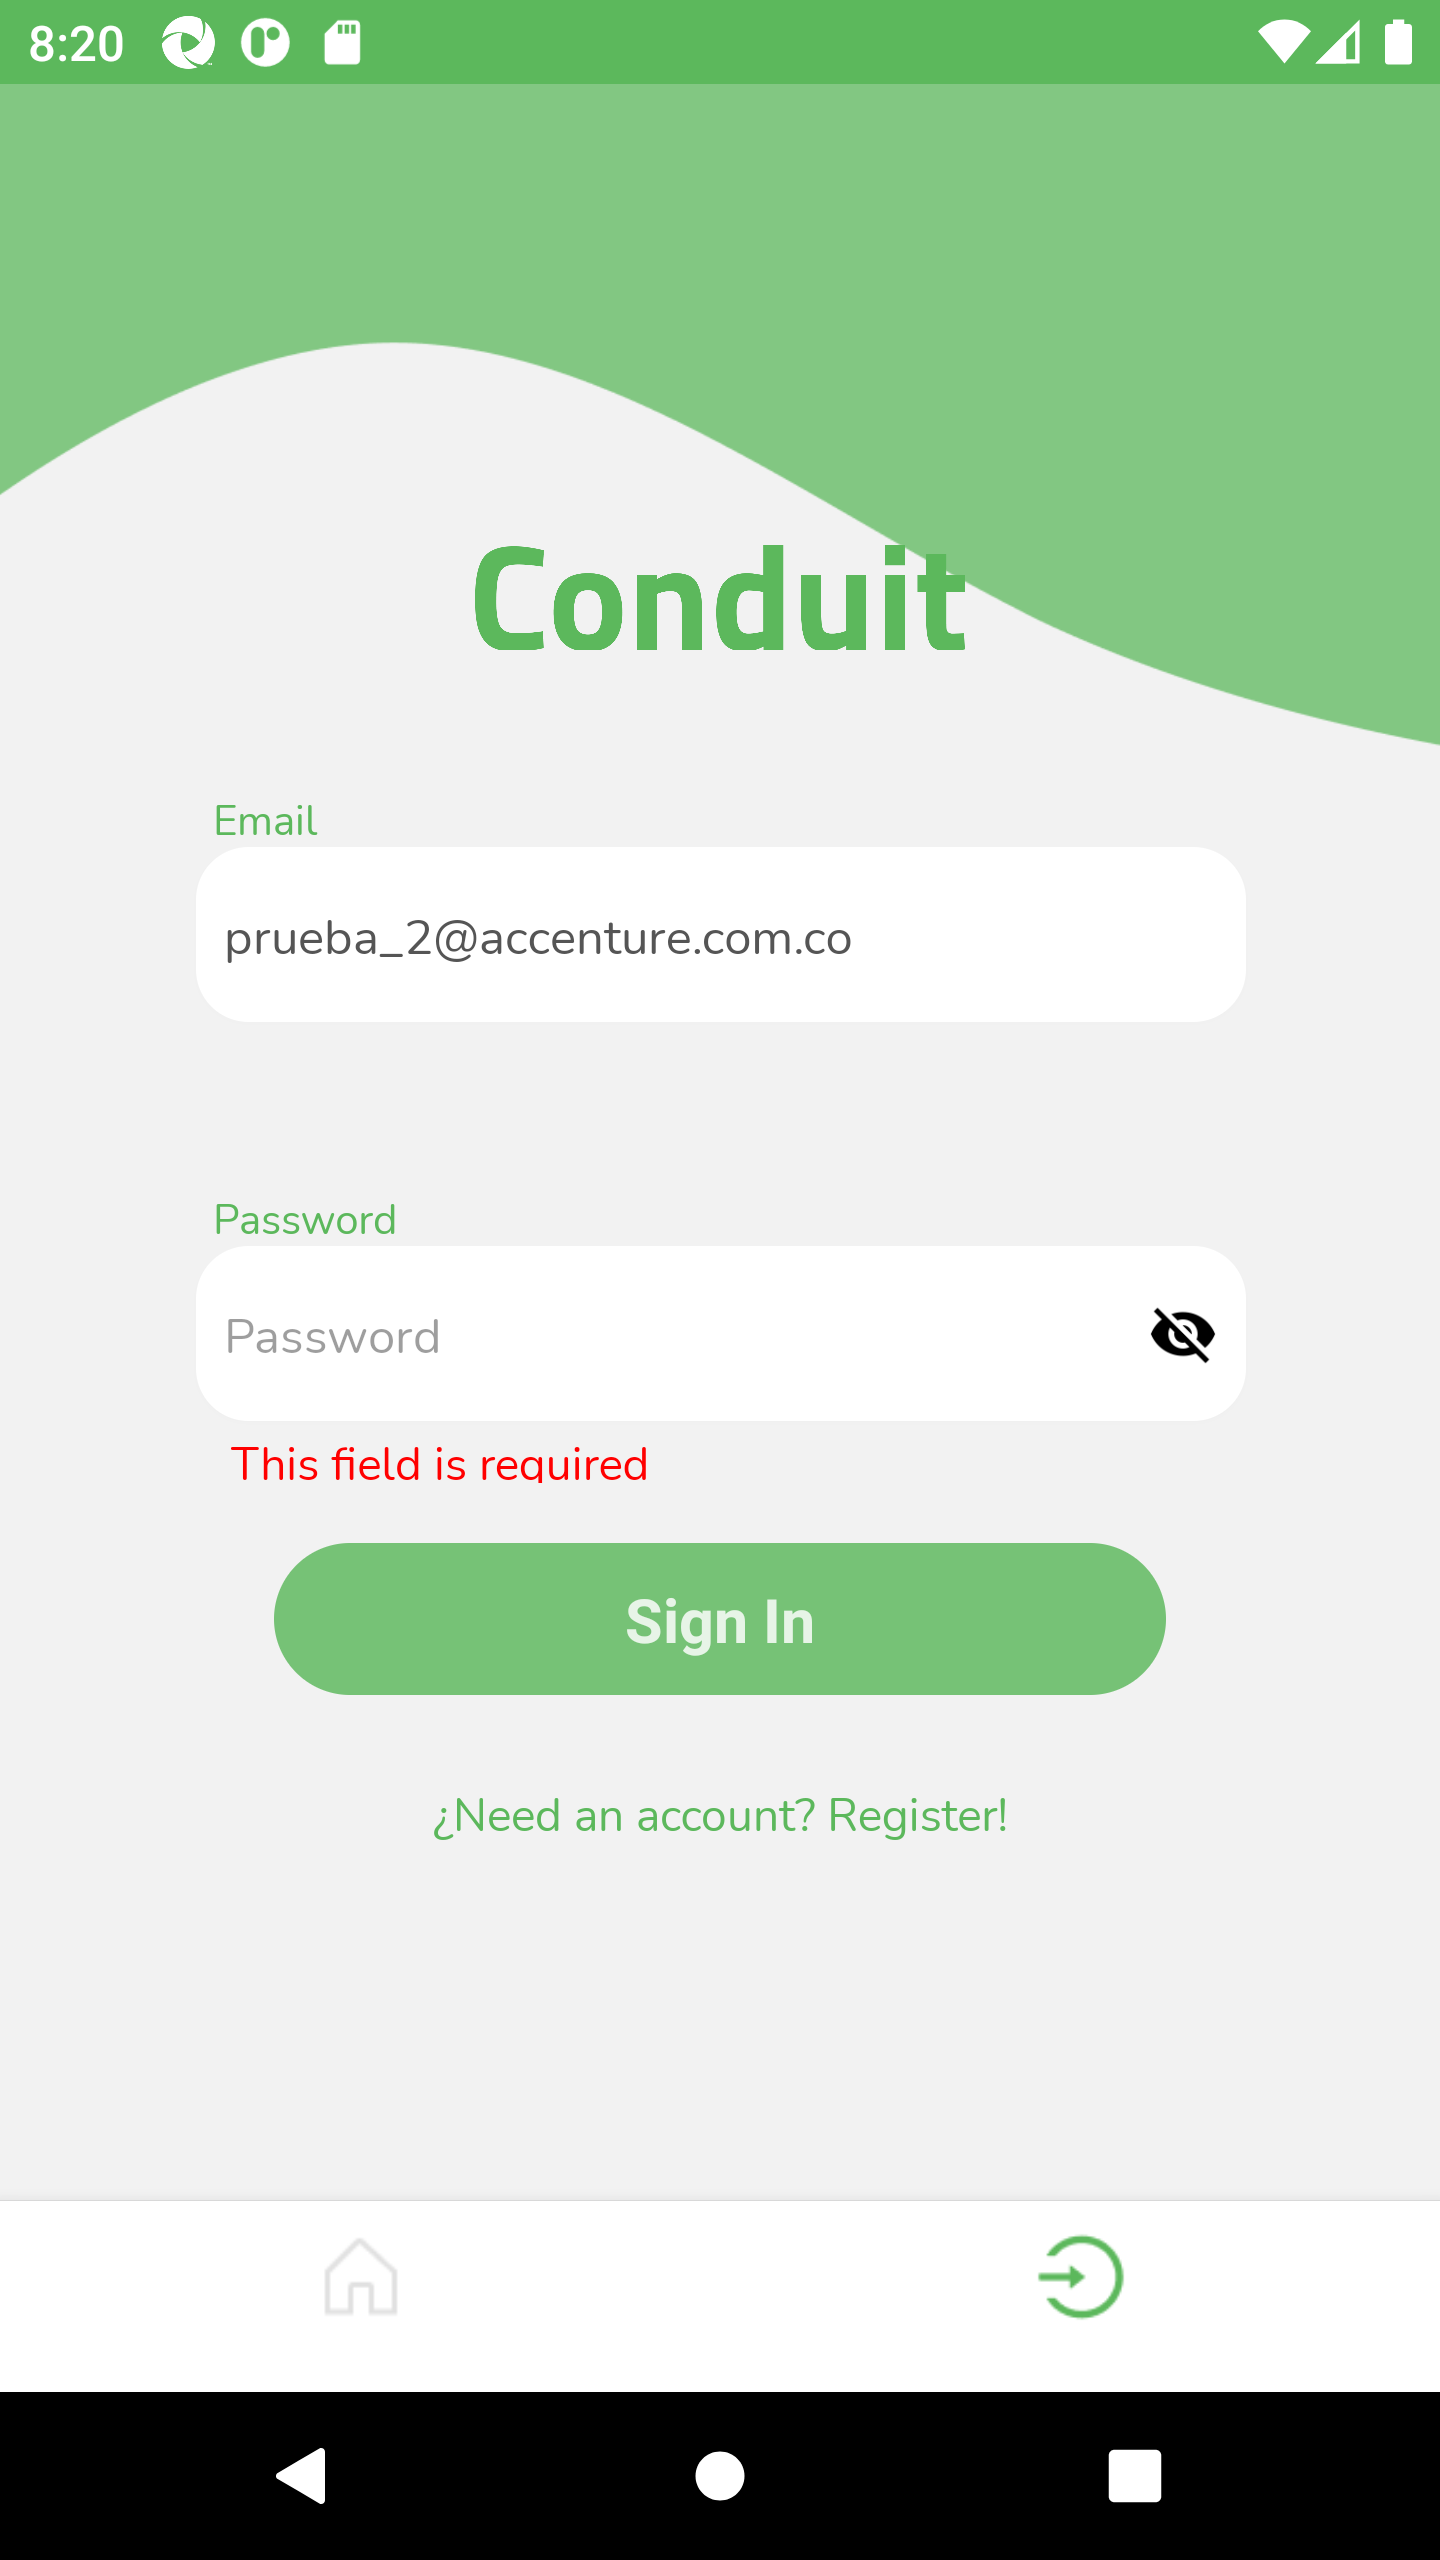 8:20
Conduit
Email
prueba_2@accenture.com.co
Password
Password
This field is required
Sign In
¿Need an account? Register!